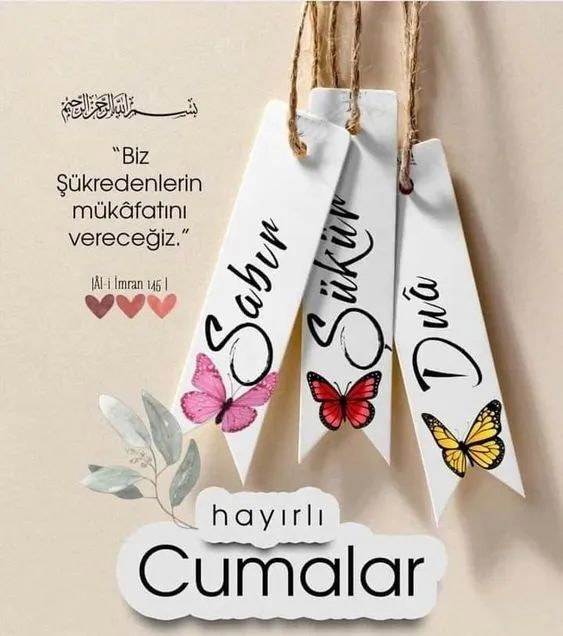 بسم الله الرحمن الرحيم
“Biz
Şükredenlerin
mükâfatını
vereceğiz.”
|Âl-i İmran 145|
Sabır
Şükür
Duâ
hayırlı
Cumalar